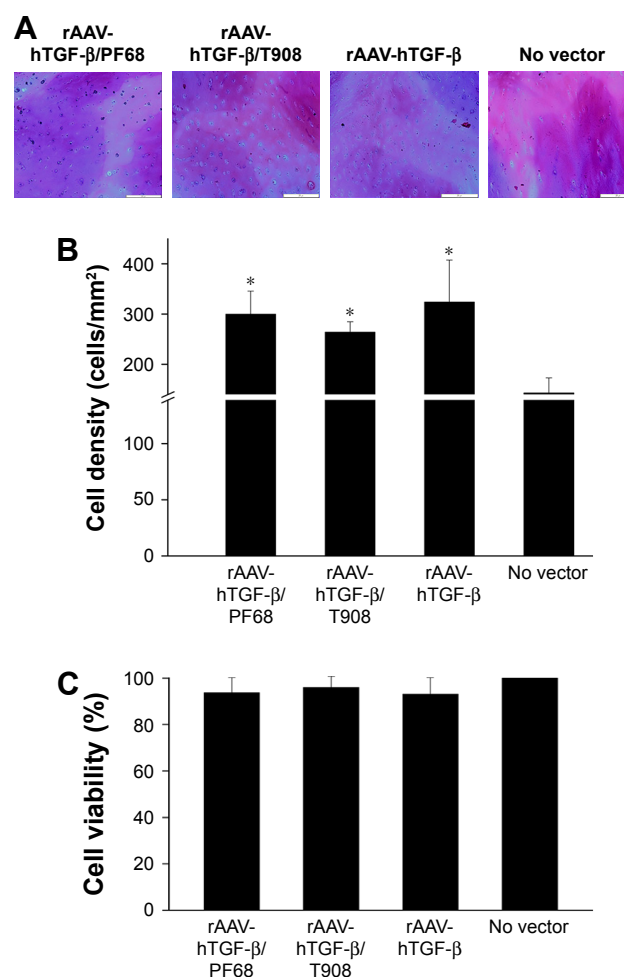 A
rAAV-
hTGF-β/PF68
rAAV-
hTGF-β/T908
rAAV-hTGF-β
No vector
B
Cell density (cells/mm²)
400
300
200
100
50
0
*
*
*
rAAV-
hTGF-β/
PF68
rAAV-
hTGF-β/
T908
rAAV-
hTGF-β
No vector
C
Cell viability (%)
100
80
60
40
20
0
rAAV-
hTGF-β/
PF68
rAAV-
hTGF-β/
T908
rAAV-
hTGF-β
No vector